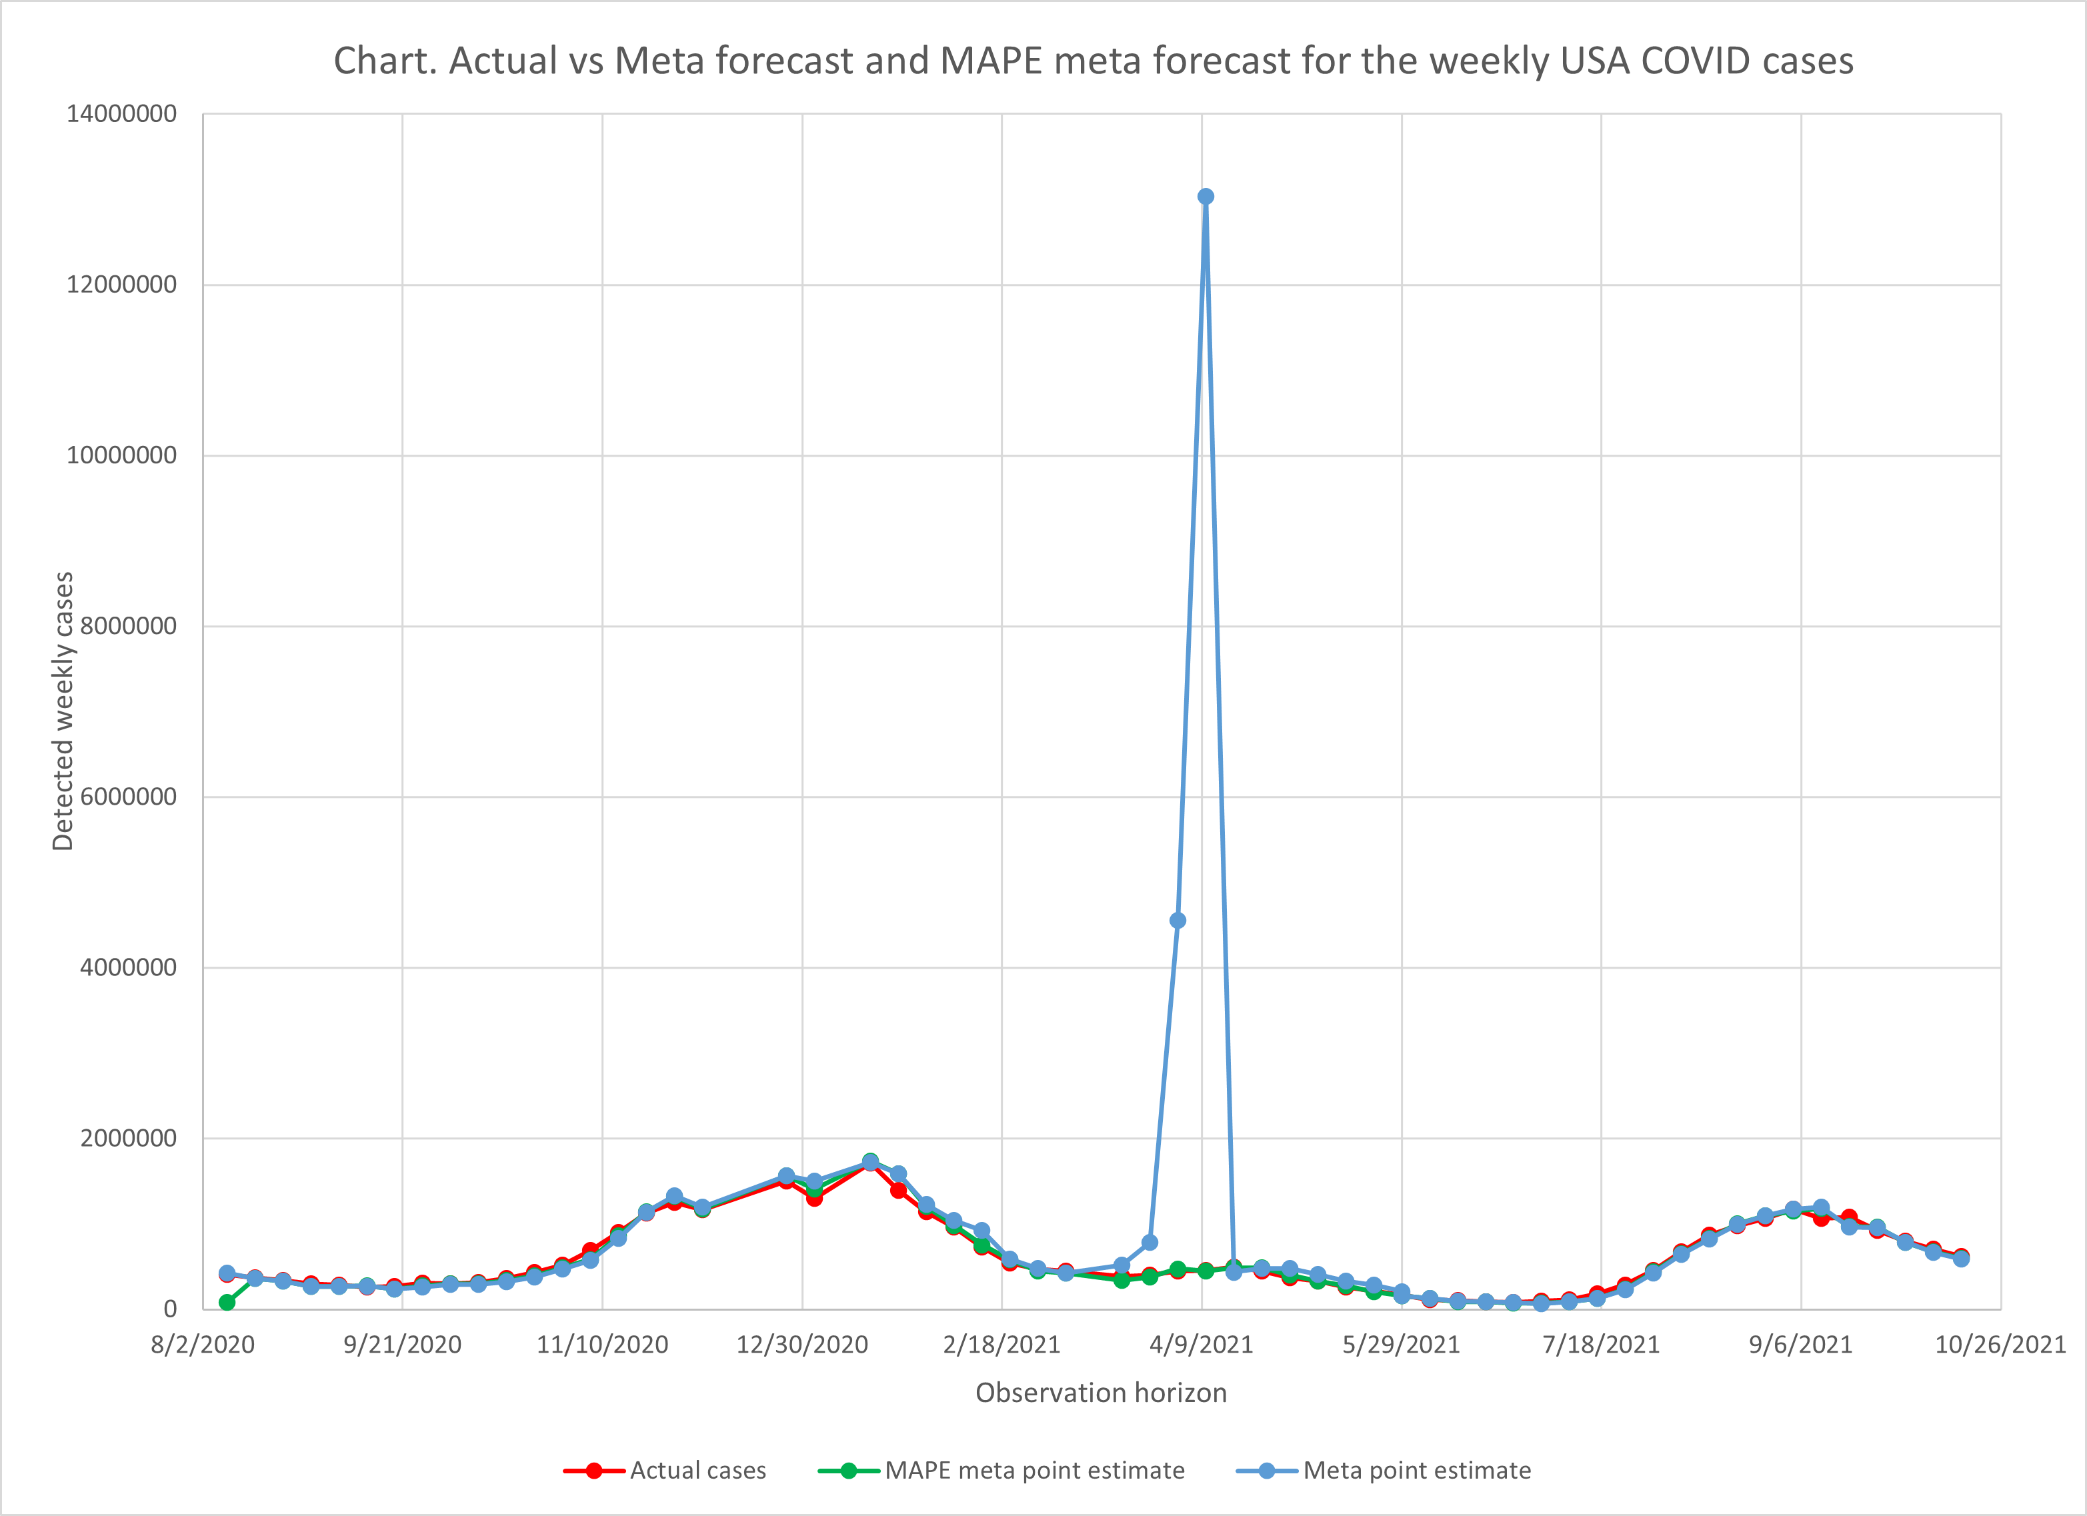 Chart. Actual vs Meta forecast and MAPE meta forecast for the weekly USA COVID cases
14000000
12000000
10000000
8000000
6000000
4000000
2000000
0
Detected weekly cases
8/2/2020 9/21/2020 11/10/2020 12/30/2020 2/18/2021 4/9/2021 5/29/2021 7/18/2021 9/6/2021 10/26/2021
Observation horizon
Actual cases MAPE meta point estimate Meta point estimate